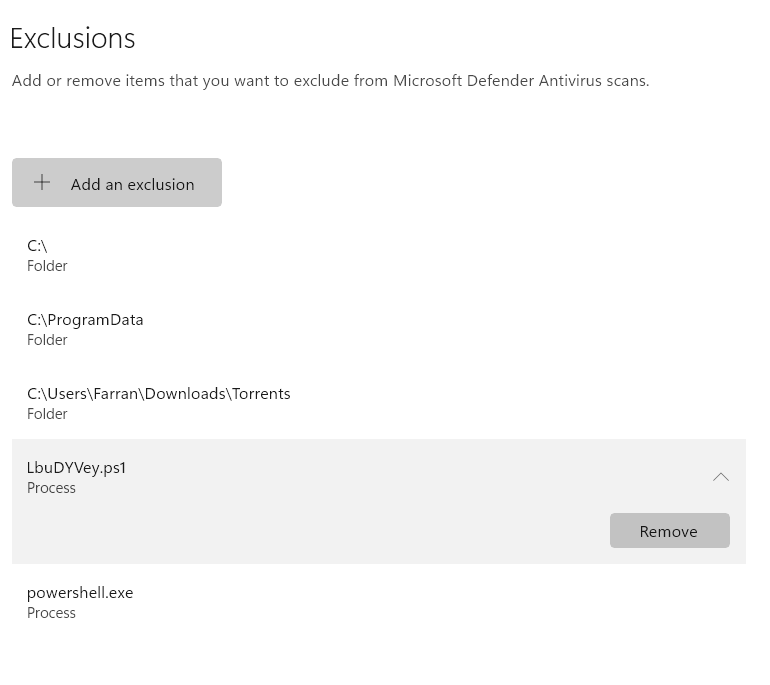 Exclusions
Add or remove items that you want to exclude from Microsoft Defender Antivirus scans.
Add an exclusion
C:\
Folder
C:\ProgramData
Folder
C:\Users\Farran\Downloads\Torrents
Folder
LbuDYVey.ps1
Process
Remove
powershell.exe
Process